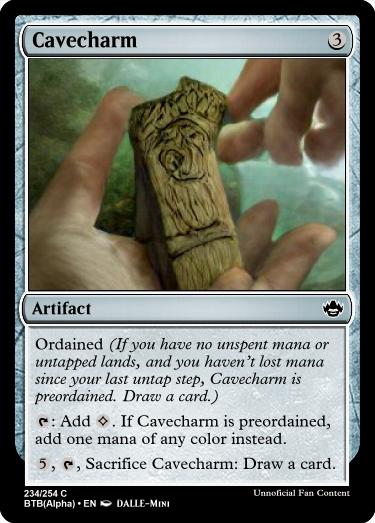 Cavecharm 3
Artifact
Ordained (If you have no unspent mana or
untapped lands, and you haven't lost mana
since your last untap step, Cavecharm is
preordained. Draw a card.)
: Add . If Cavecharm is preordained,
add one mana of any color instead.
5 , , Sacrifice Cavecharm: Draw a card.
234/254 C
BTB(Alpha) • EN DALLE-Mini
Unofficial Fan Content